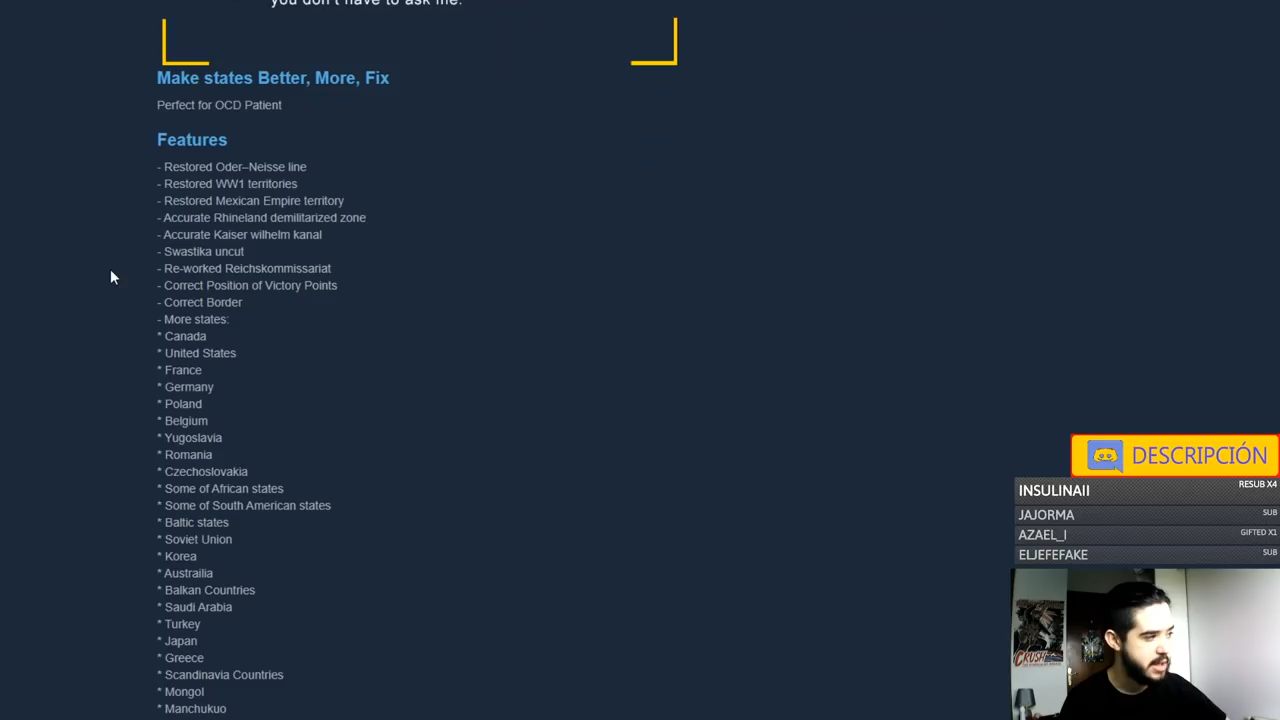 you don't have to ask me.
Make states Better, More, Fix
Perfect for OCD Patient
Features
- Restored Oder–Neisse line
- Restored WW1 territories
- Restored Mexican Empire territory
- Accurate Rhineland demilitarized zone
- Accurate Kaiser wilhelm kanal
- Swastika uncut
- Re-worked Reichskommissariat
- Correct Position of Victory Points
- Correct Border
- More states:
* Canada
* United States
* France
* Germany
* Poland
* Belgium
* Yugoslavia
* Romania
* Czechoslovakia
* Some of African states
* Some of South American states
* Baltic states
* Soviet Union
* Korea
* Austrailia
* Balkan Countries
* Saudi Arabia
* Turkey
* Japan
* Greece
* Scandinavia Countries
* Mongol
* Manchukuo
DESCRIPCIÓN
INSULINAII RESUB X4
JAJORMA SUB
AZAEL_I GIFTED X1
ELJEFEFAKE SUB
CRUSH